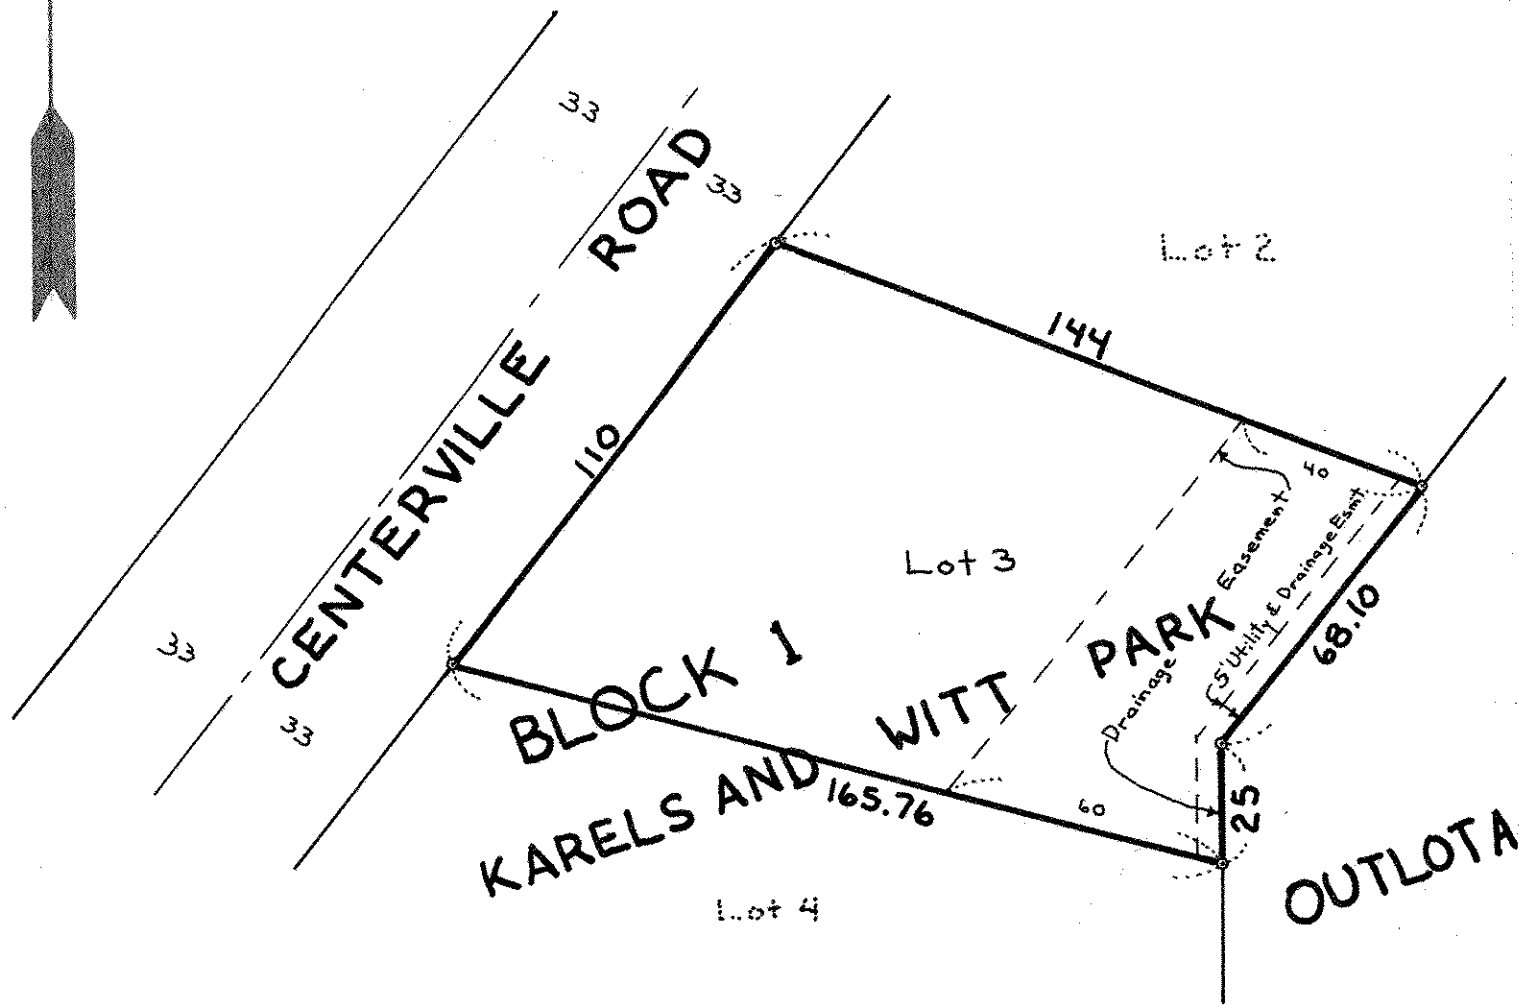 33
CENTERVILLE ROAD
33
33
33
Lot 2
144
110
40
Lot 3
Drainage Easement
5' Utility & Drainage Esmt
68.10
BLOCK 1
KARELS AND WITT PARK
165.76
60
25
OUTLOT A
Lot 4